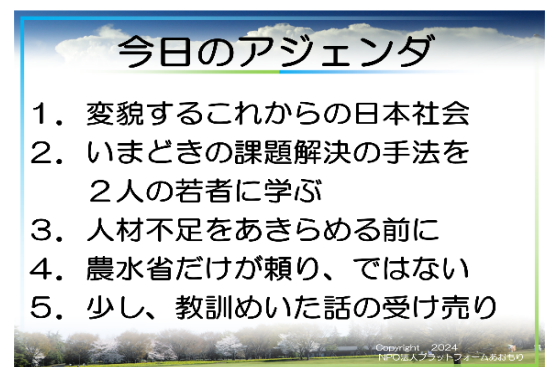 今日のアジェンダ
１．変貌するこれからの日本社会
２．いまどきの課題解決の手法を
２人の若者に学ぶ
３．人材不足をあきらめる前に
４．農水省だけが頼り、ではない
５．少し、教訓めいた話の受け売り
Copyright　2024
NPO法人プラットフォームあおもり